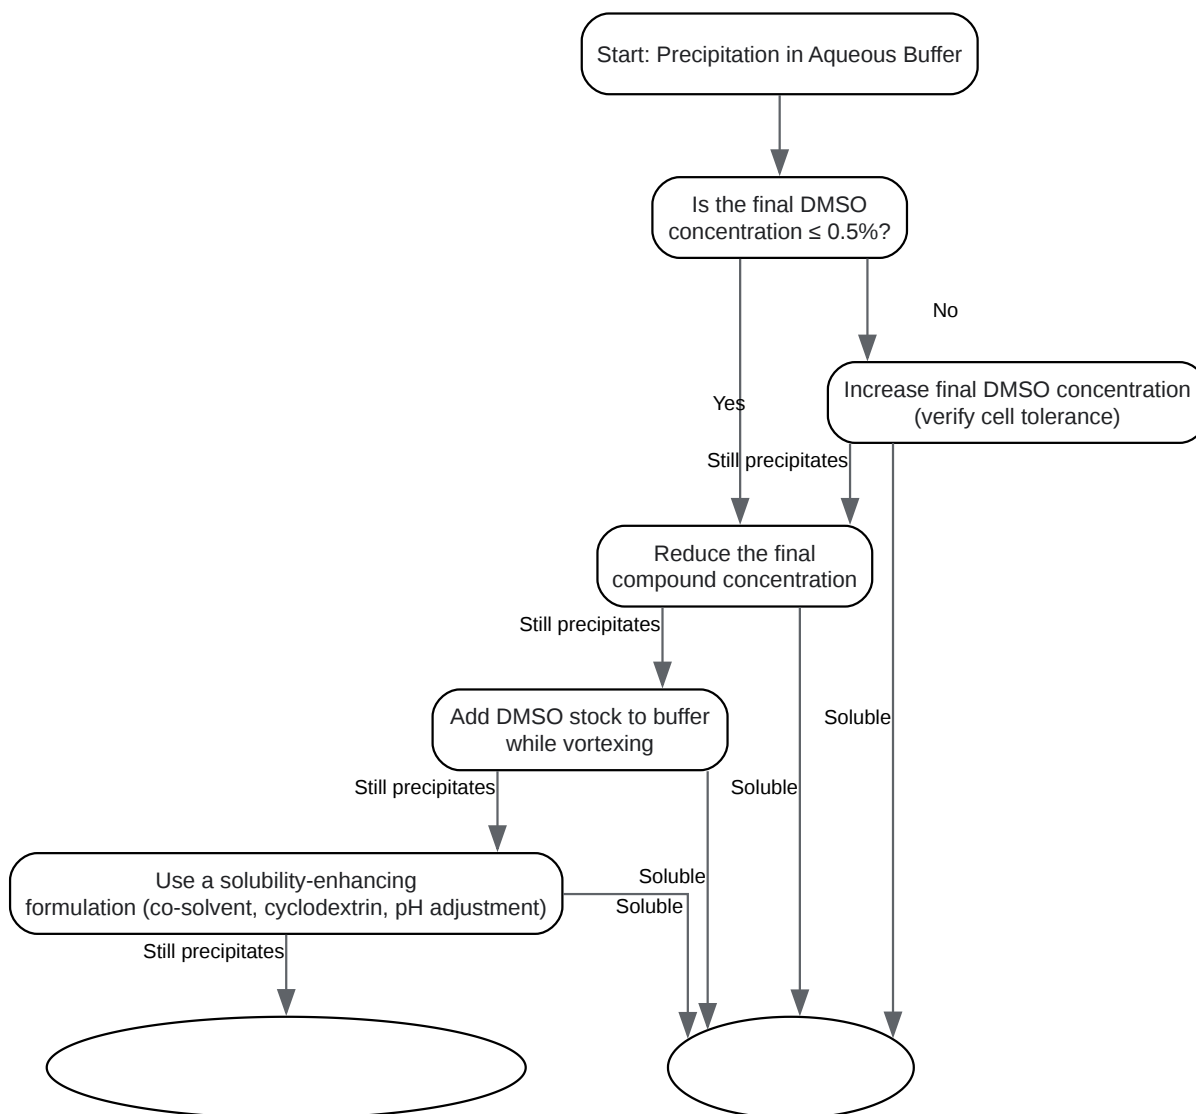 Start: Precipitation in Aqueous Buffer
Is the final DMSO
concentration ≤ 0.5%?
No
Increase final DMSO concentration
(verify cell tolerance)
Yes
Still precipitates
Reduce the final
compound concentration
Still precipitates
Add DMSO stock to buffer
while vortexing
Soluble
Still precipitates
Soluble
Use a solubility-enhancing
formulation (co-solvent, cyclodextrin, pH adjustment)
Soluble
Soluble
Still precipitates